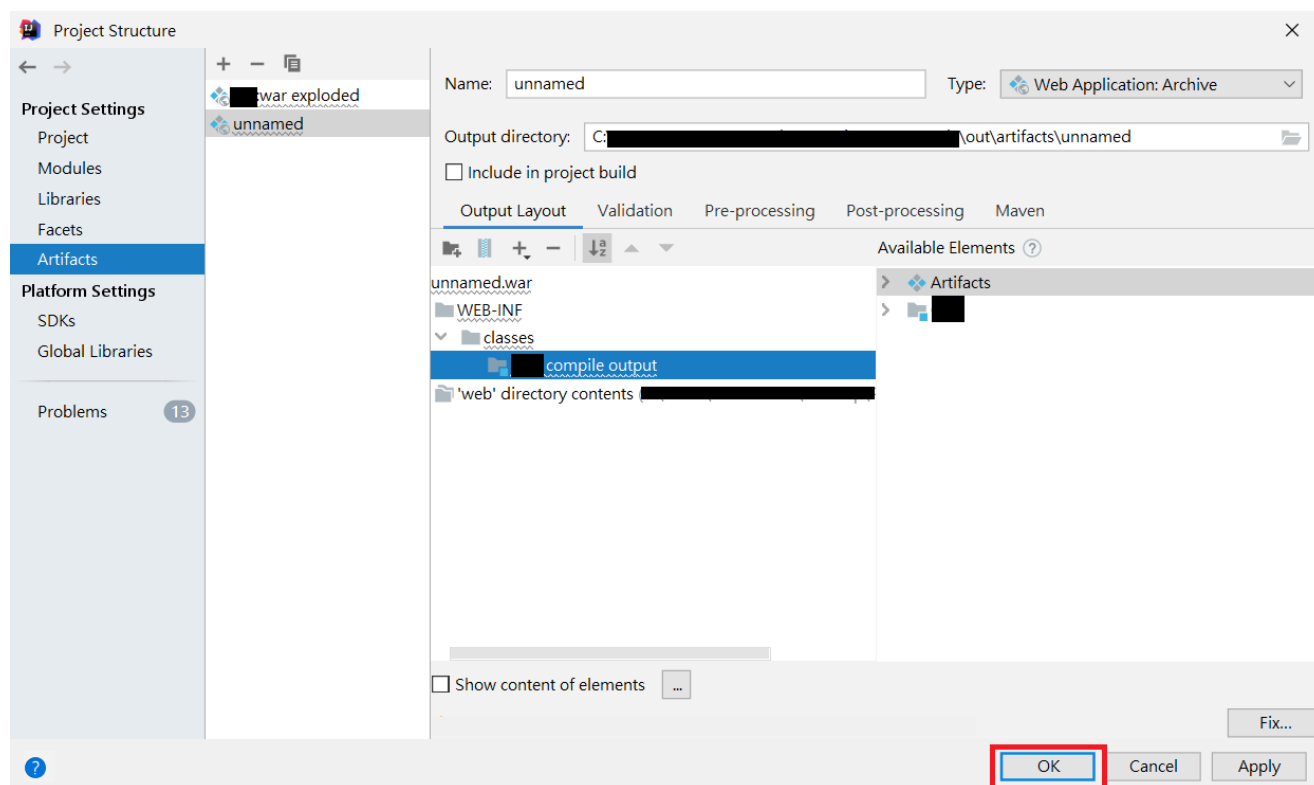 Project Structure
Project Settings
Project
Modules
Libraries
Facets
Artifacts
Platform Settings
SDKs
Global Libraries
Problems 13
:war exploded
unnamed
Name: unnamed Type: Web Application: Archive
Output directory: C: \out\artifacts\unnamed
Include in project build
Output Layout Validation Pre-processing Post-processing Maven
Available Elements ?
unnamed.war
WEB-INF
classes
compile output
'web' directory contents (
Artifacts
Show content of elements ...
Fix...
? OK Cancel Apply